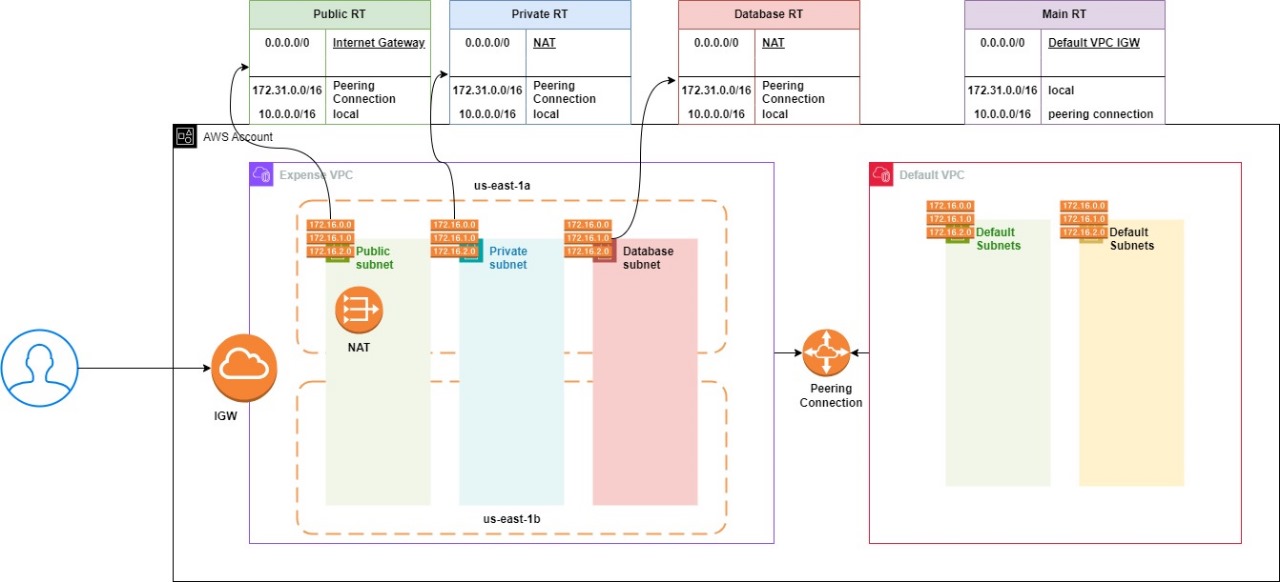 Public RT
0.0.0.0/0 Internet Gateway
172.31.0.0/16 Peering
Connection
10.0.0.0/16 local
Private RT
0.0.0.0/0 NAT
172.31.0.0/16 Peering
Connection
10.0.0.0/16 local
Database RT
0.0.0.0/0 NAT
172.31.0.0/16 Peering
Connection
10.0.0.0/16 local
Main RT
0.0.0.0/0 Default VPC IGW
172.31.0.0/16 local
10.0.0.0/16 peering connection
AWS Account
Expense VPC
us-east-1a
172.16.0.0
172.16.1.0
172.16.2.0
Public
subnet
172.16.0.0
172.16.1.0
172.16.2.0
Private
subnet
172.16.0.0
172.16.1.0
172.16.2.0
Database
subnet
NAT
IGW
us-east-1b
Peering
Connection
Default VPC
172.16.0.0
172.16.1.0
172.16.2.0
Default
Subnets
172.16.0.0
172.16.1.0
172.16.2.0
Default
Subnets